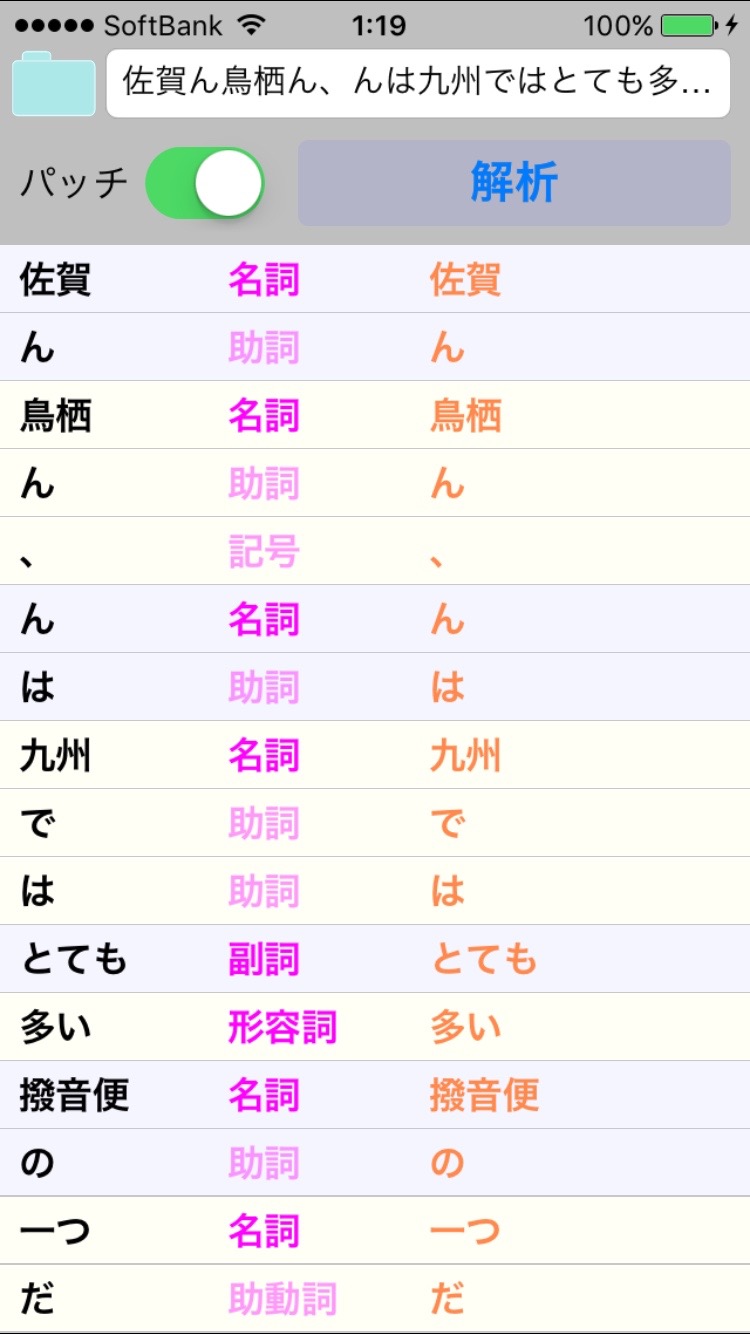 SoftBank 1:19 100%
佐賀ん鳥栖ん、んは九州ではとても多...
パッチ 解析
佐賀 名詞 佐賀
ん 助詞 ん
鳥栖 名詞 鳥栖
ん 助詞 ん
、 記号 、
ん 名詞 ん
は 助詞 は
九州 名詞 九州
で 助詞 で
は 助詞 は
とても 副詞 とても
多い 形容詞 多い
撥音便 名詞 撥音便
の 助詞 の
一つ 名詞 一つ
だ 助動詞 だ